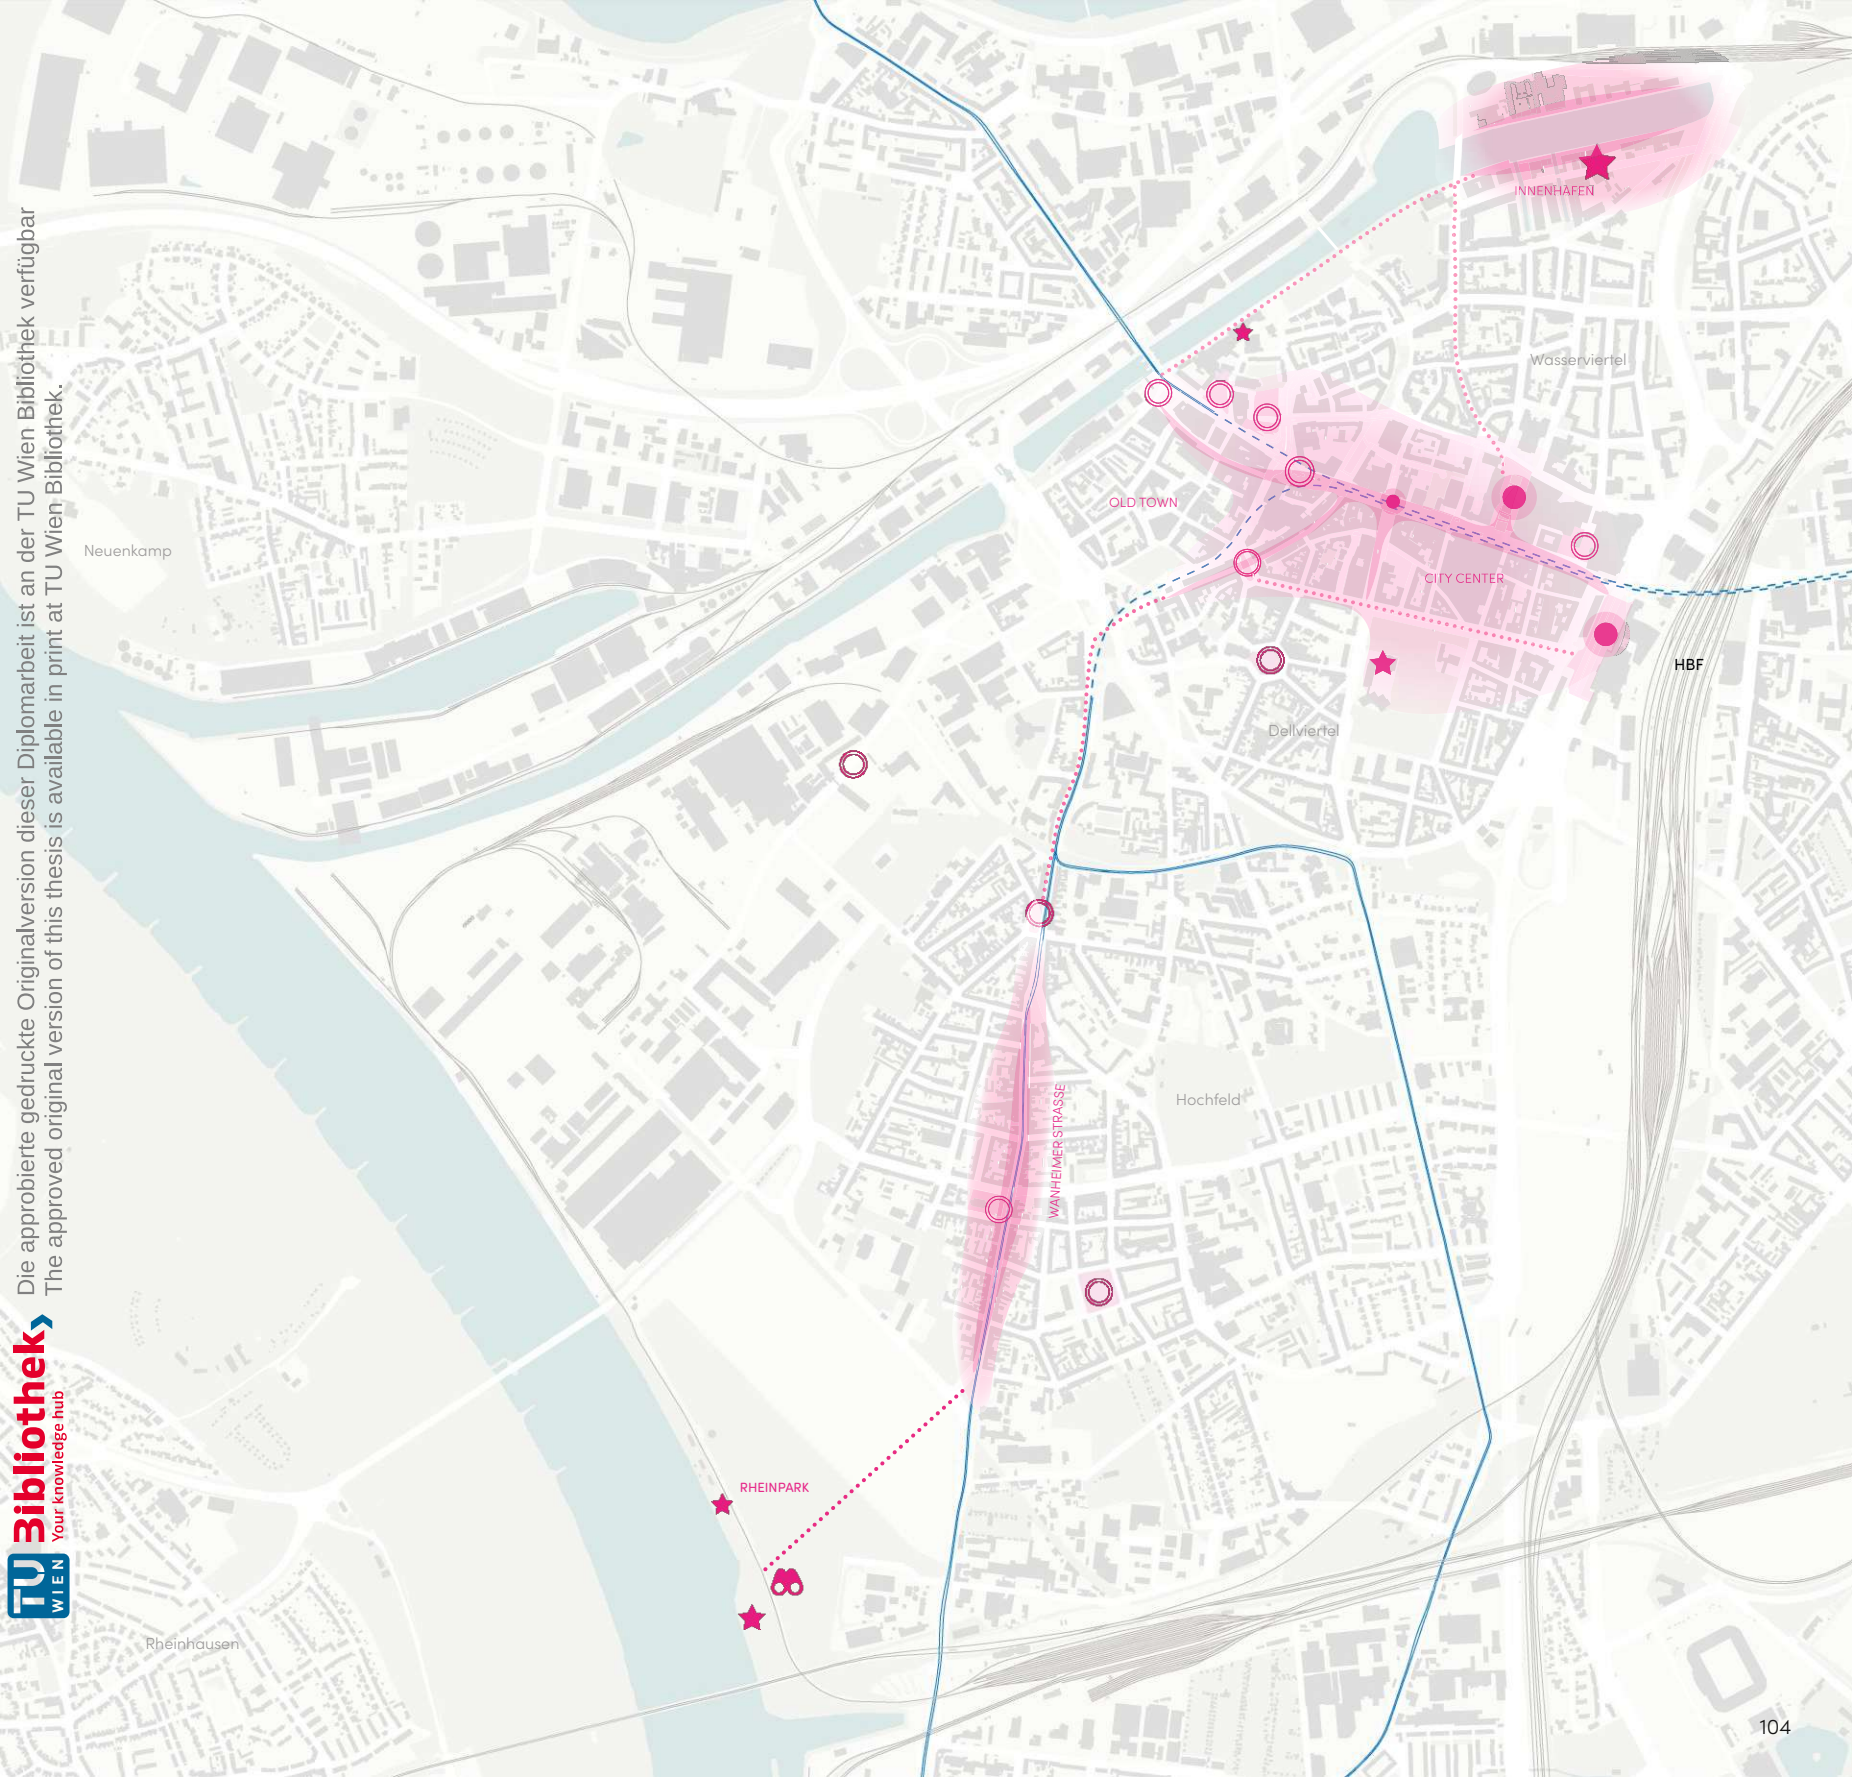 INNENHAFEN
Wasserviertel
OLD TOWN
Neuenkamp
CITY CENTER
HBF
Dellviertel
WANHEIMER STRASSE
Hochfeld
RHEINPARK
Rheinhausen
104
Die approbierte gedruckte Originalversion dieser Diplomarbeit ist an der TU Wien Bibliothek verfügbar
The approved original version of this thesis is available in print at TU Wien Bibliothek.
Bibliothek
Your knowledge hub
TU
WIEN